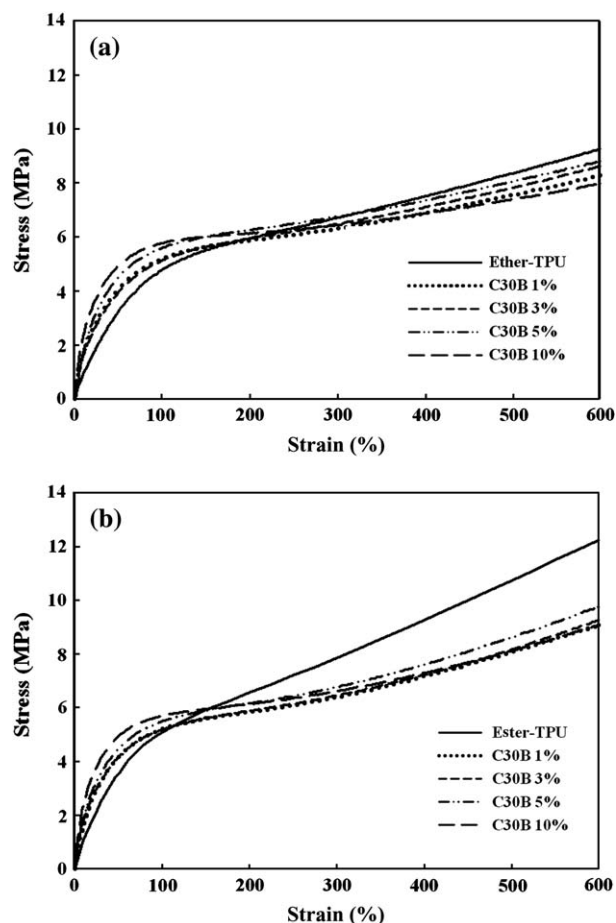 (a)
14
12
10
8
6
4
2
0
Stress (MPa)
Ether-TPU
C30B 1%
C30B 3%
C30B 5%
C30B 10%
0 100 200 300 400 500 600
Strain (%)
(b)
14
12
10
8
6
4
2
0
Stress (MPa)
Ester-TPU
C30B 1%
C30B 3%
C30B 5%
C30B 10%
0 100 200 300 400 500 600
Strain (%)